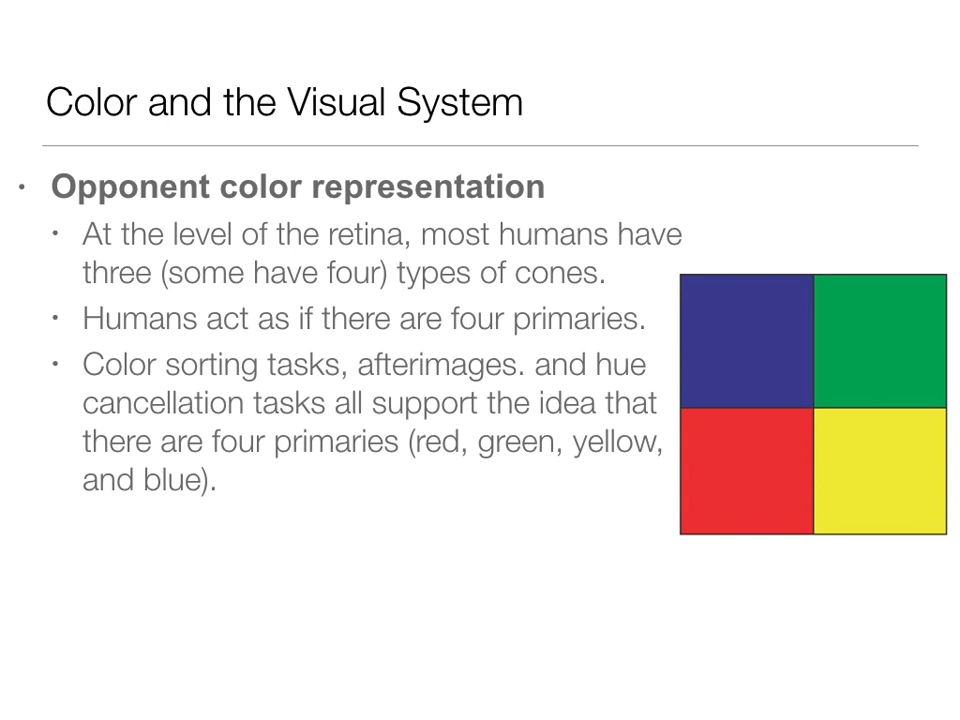 Color and the Visual System
• Opponent color representation
• At the level of the retina, most humans have
three (some have four) types of cones.
• Humans act as if there are four primaries.
• Color sorting tasks, afterimages. and hue
cancellation tasks all support the idea that
there are four primaries (red, green, yellow,
and blue).